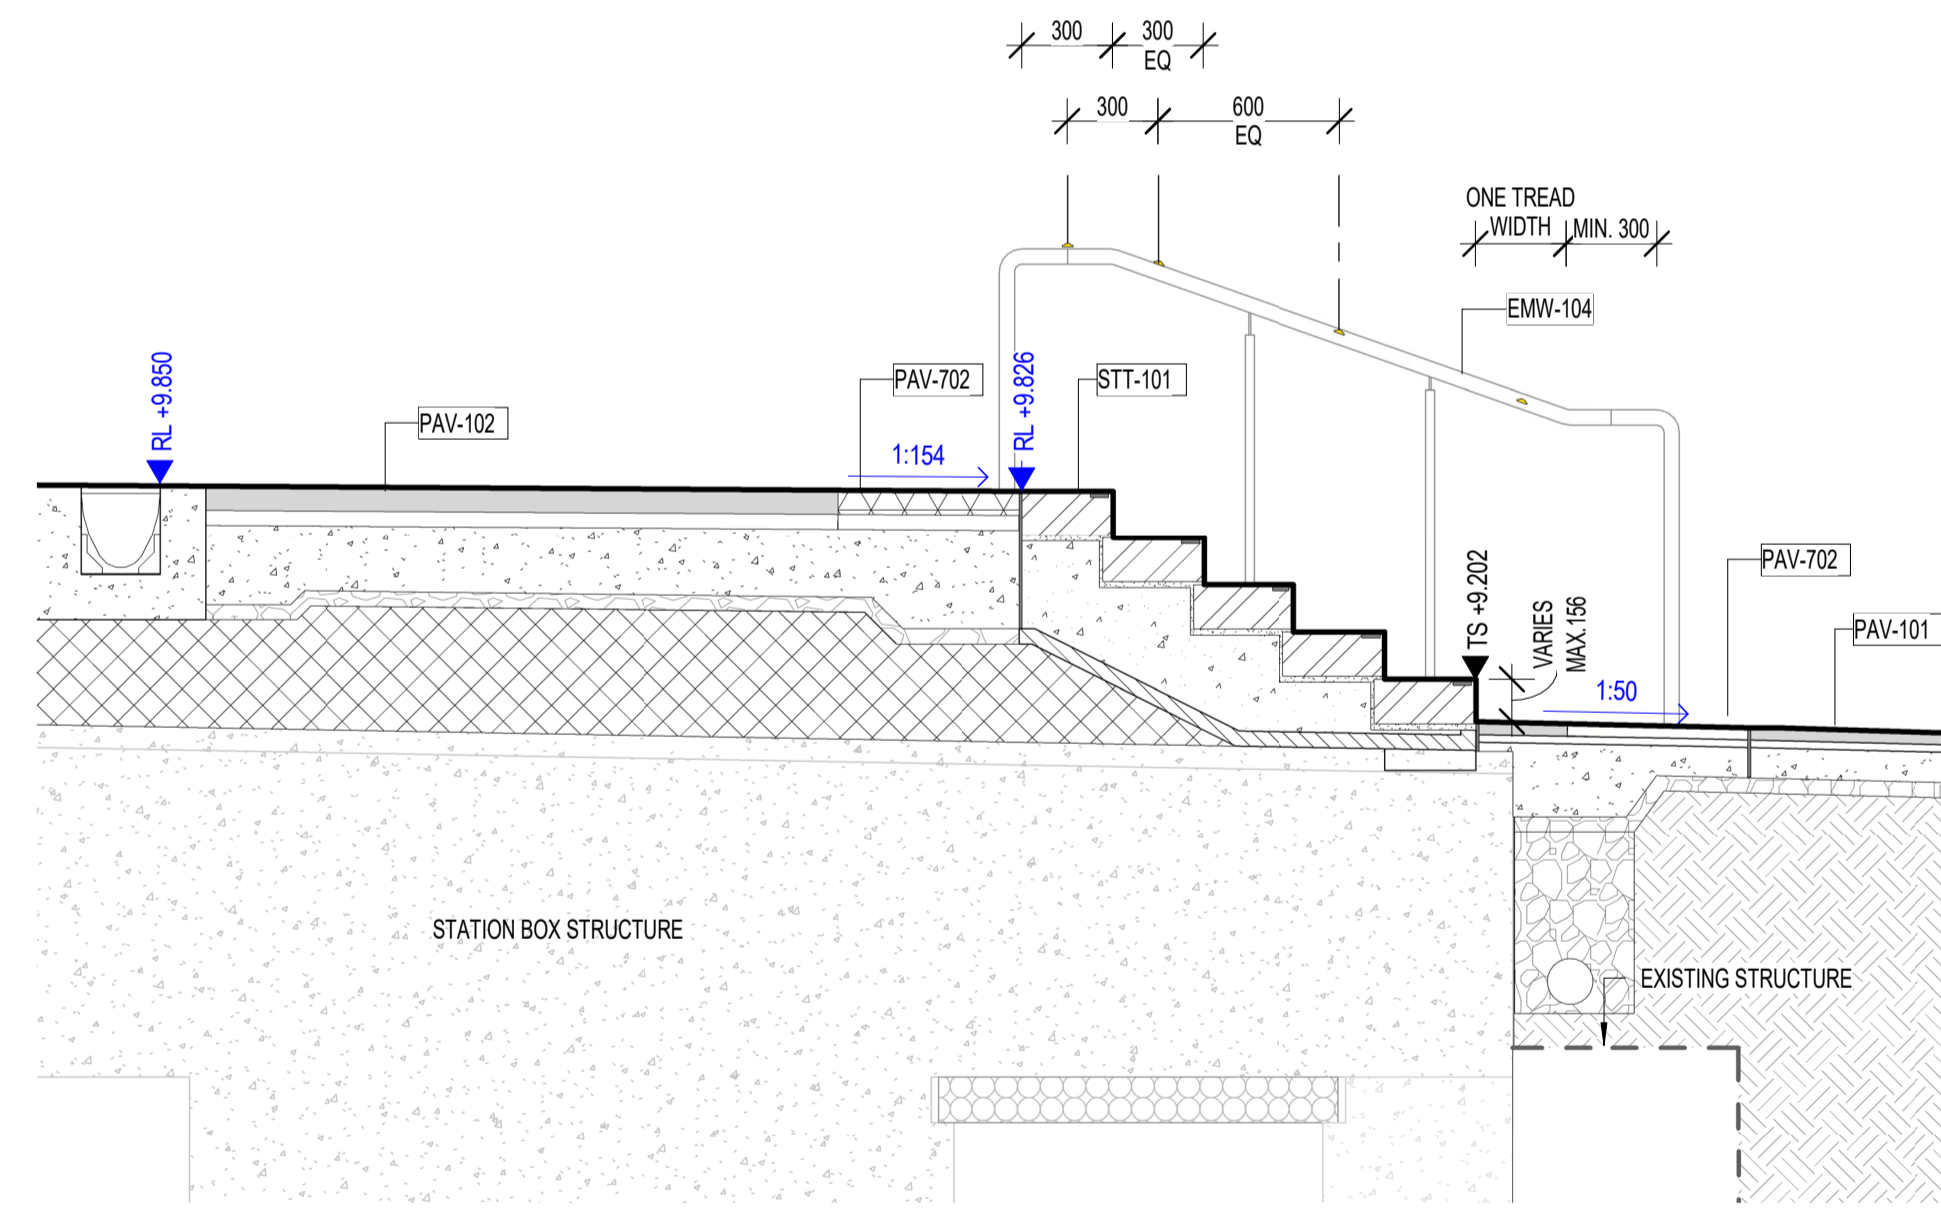 300
300
EQ
300
600
EQ
ONE TREAD
WIDTH
MIN. 300
EMW-104
RL +9.850
PAV-102
PAV-702
1:154
RL +9.826
STT-101
TS +9.202
VARIES
MAX.156
1:50
PAV-702
PAV-101
STATION BOX STRUCTURE
EXISTING STRUCTURE